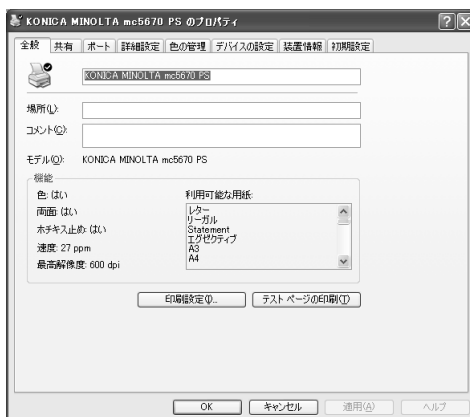 KONICA MINOLTA mc5670 PS のプロパティ
全般 共有 ポート 詳細設定 色の管理 デバイスの設定 装置情報 初期設定
KONICA MINOLTA mc5670 PS
場所(L):
コメント(C):
モデル(O): KONICA MINOLTA mc5670 PS
機能
色: はい
利用可能な用紙:
両面: はい
ホチキス止め: はい
速度: 27 ppm
最高解像度: 600 dpi
レター
リーガル
Statement
エグゼクティブ
A3
A4
印刷設定(I)... テスト ページの印刷(T)
OK キャンセル 適用(A) ヘルプ